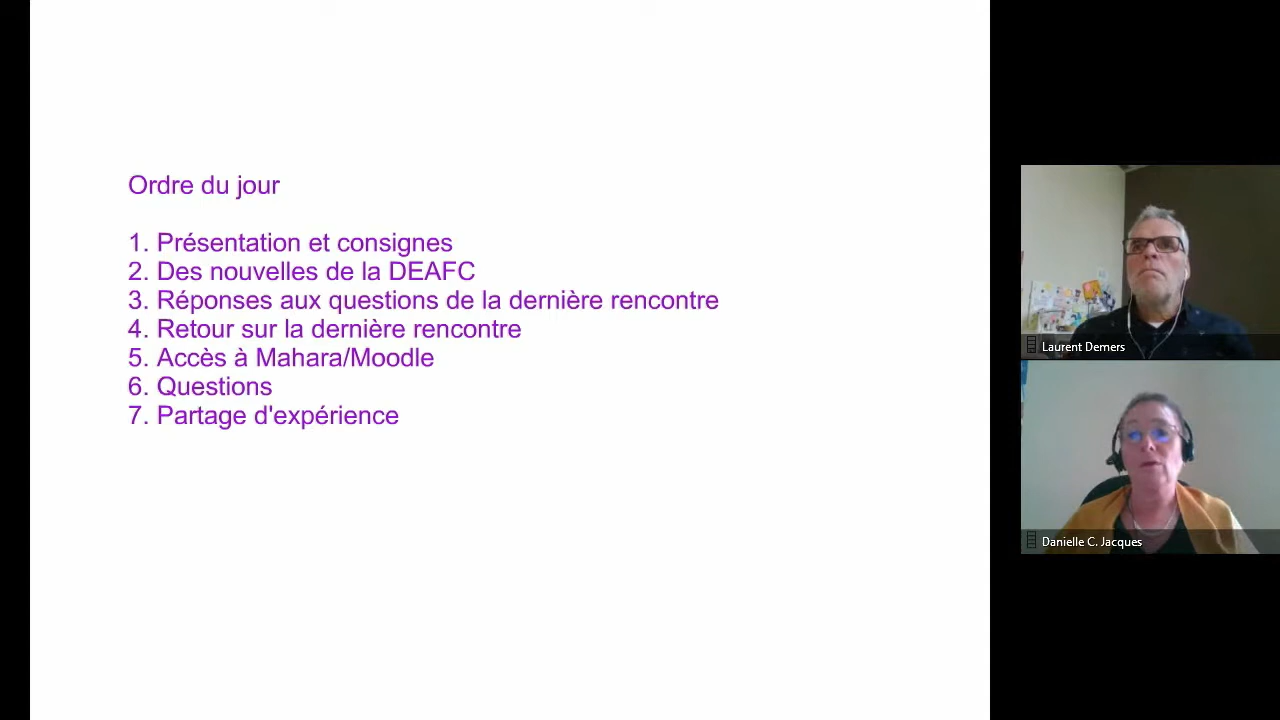 Ordre du jour
1. Présentation et consignes
2. Des nouvelles de la DEAFC
3. Réponses aux questions de la dernière rencontre
4. Retour sur la dernière rencontre
5. Accès à Mahara/Moodle
6. Questions
7. Partage d'expérience
Laurent Demers
Danielle C. Jacques